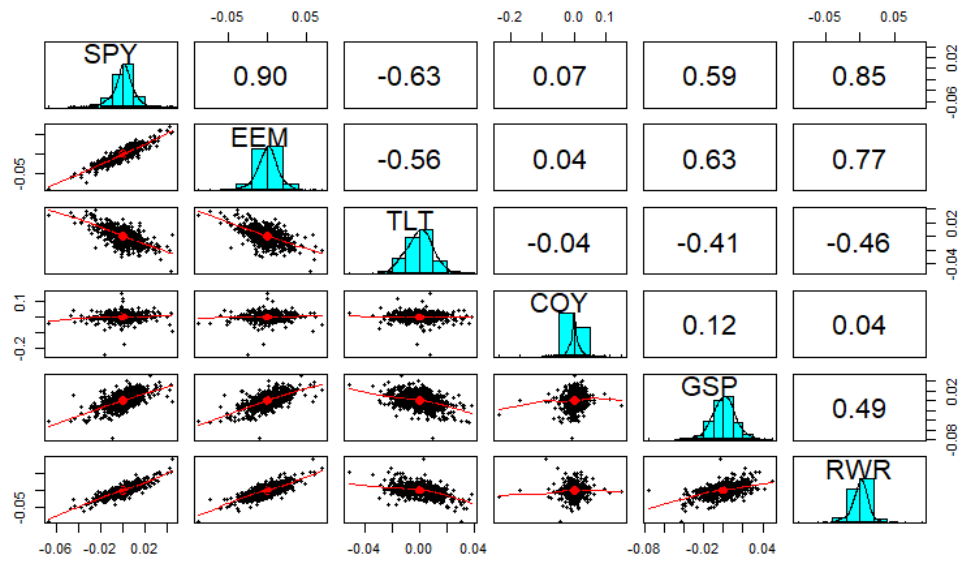 -0.05 0.05 -0.2 0.0 0.1 -0.05 0.05
SPY 0.90 -0.63 0.07 0.59 0.85 -0.06 0.02
-0.05 EEM -0.56 0.04 0.63 0.77
TLT -0.04 -0.41 -0.46 -0.04 0.02
-0.2 0.1 COY 0.12 0.04
GSP 0.49 -0.08 0.02
-0.05 RWR
-0.06 -0.02 0.02 -0.04 0.00 0.04 -0.08 -0.02 0.04